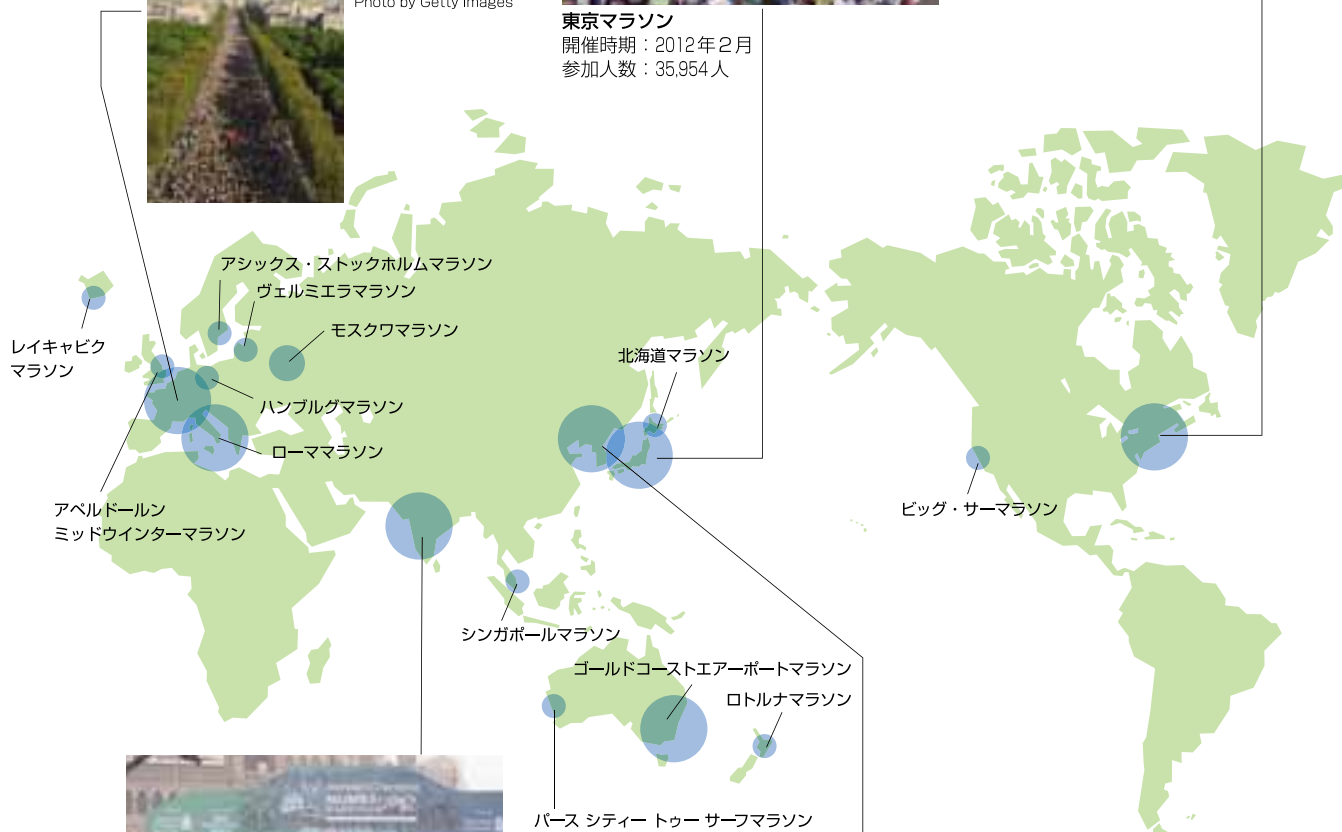 Photo by Getty Images
東京マラソン
開催時期：2012年2月
参加人数：35,954人
アシックス・ストックホルムマラソン
ヴェルミエラマラソン
モスクワマラソン
レイキャビク
マラソン
北海道マラソン
ハンブルグマラソン
ローママラソン
アペルドールン
ミッドウインターマラソン
ビッグ・サーマラソン
シンガポールマラソン
ゴールドコーストエアーポートマラソン
ロトルナマラソン
パース シティー トゥー サーフマラソン